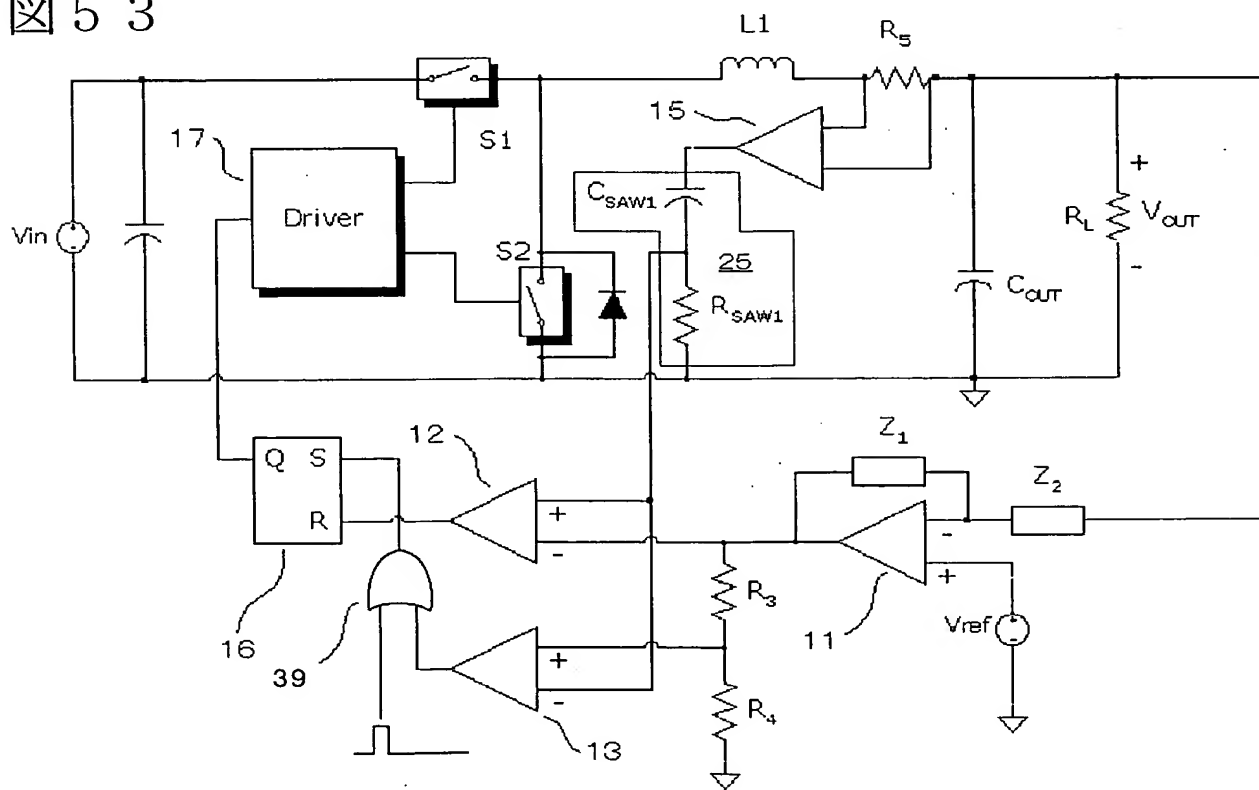 図５３
L1
R5
15
S1
17
Driver
CSAW1
+
Vin
RL
VOUT
-
S2
25
RSAW1
COUT
12
Z1
Q S
R
+
-
Z2
-
+
11
R3
Vref
16
39
+
-
R4
13